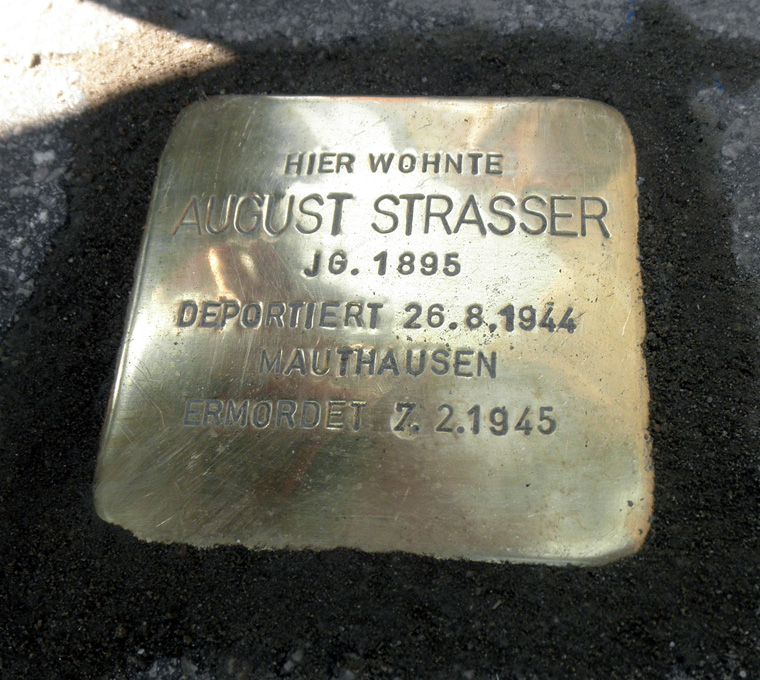 HIER WOHNTE
AUGUST STRASSER
JG. 1895
DEPORTIERT 26.8.1944
MAUTHAUSEN
ERMORDET 7.2.1945